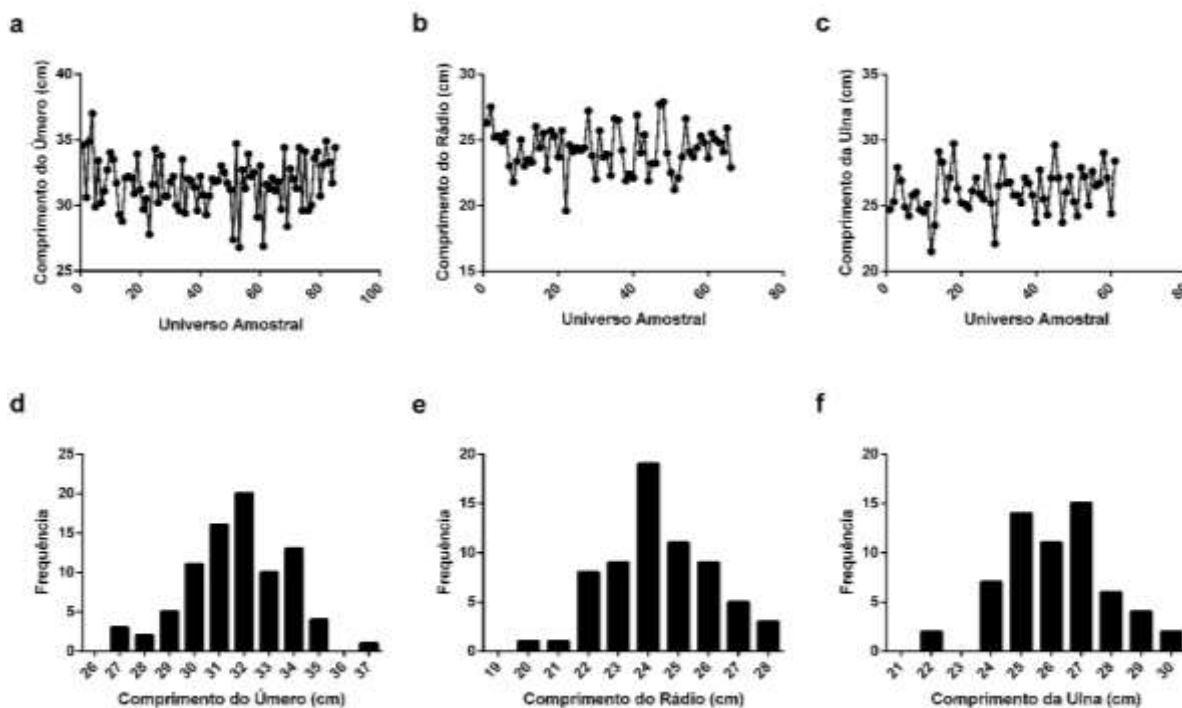 a
b
c
Comprimento do Úmero (cm)
40
35
30
25
0
20
40
60
80
100
Universo Amostral
Comprimento do Rádio (cm)
30
25
20
15
0
20
40
60
80
Universo Amostral
Comprimento da Ulna (cm)
35
30
25
20
0
20
40
60
80
Universo Amostral
d
e
f
Frequência
25
20
15
10
5
0
26 27 28 29 30 31 32 33 34 35 36 37
Comprimento do Úmero (cm)
Frequência
20
15
10
5
0
19 20 21 22 23 24 25 26 27 28
Comprimento do Rádio (cm)
Frequência
20
15
10
5
0
21 22 23 24 25 26 27 28 29 30
Comprimento da Ulna (cm)